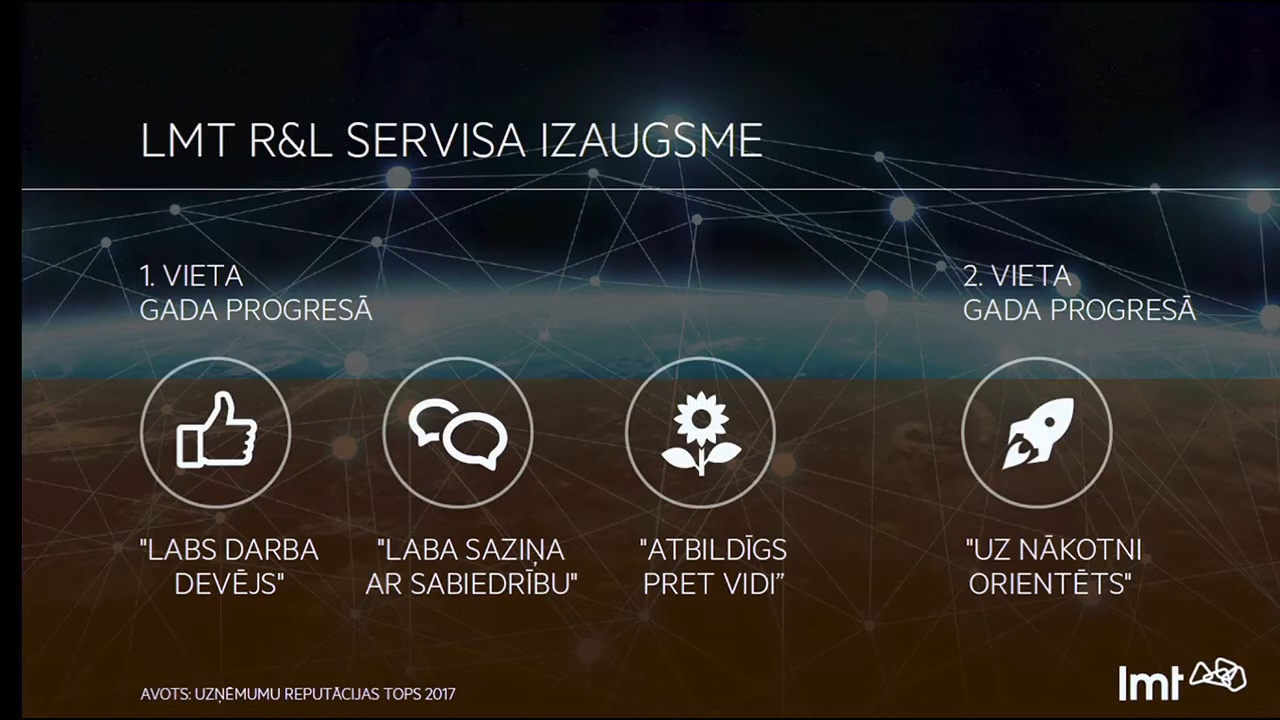 LMT R&L SERVISA IZAUGSME
1. VIETA
GADA PROGRESĀ
2. VIETA
GADA PROGRESĀ
"LABS DARBA
DEVĒJS"
"LABA SAZIŅA
AR SABIEDRĪBU"
"ATBILDĪGS
PRET VIDI”
"UZ NĀKOTNI
ORIENTĒTS"
AVOTS: UZŅĒMUMU REPUTĀCIJAS TOPS 2017
lmt